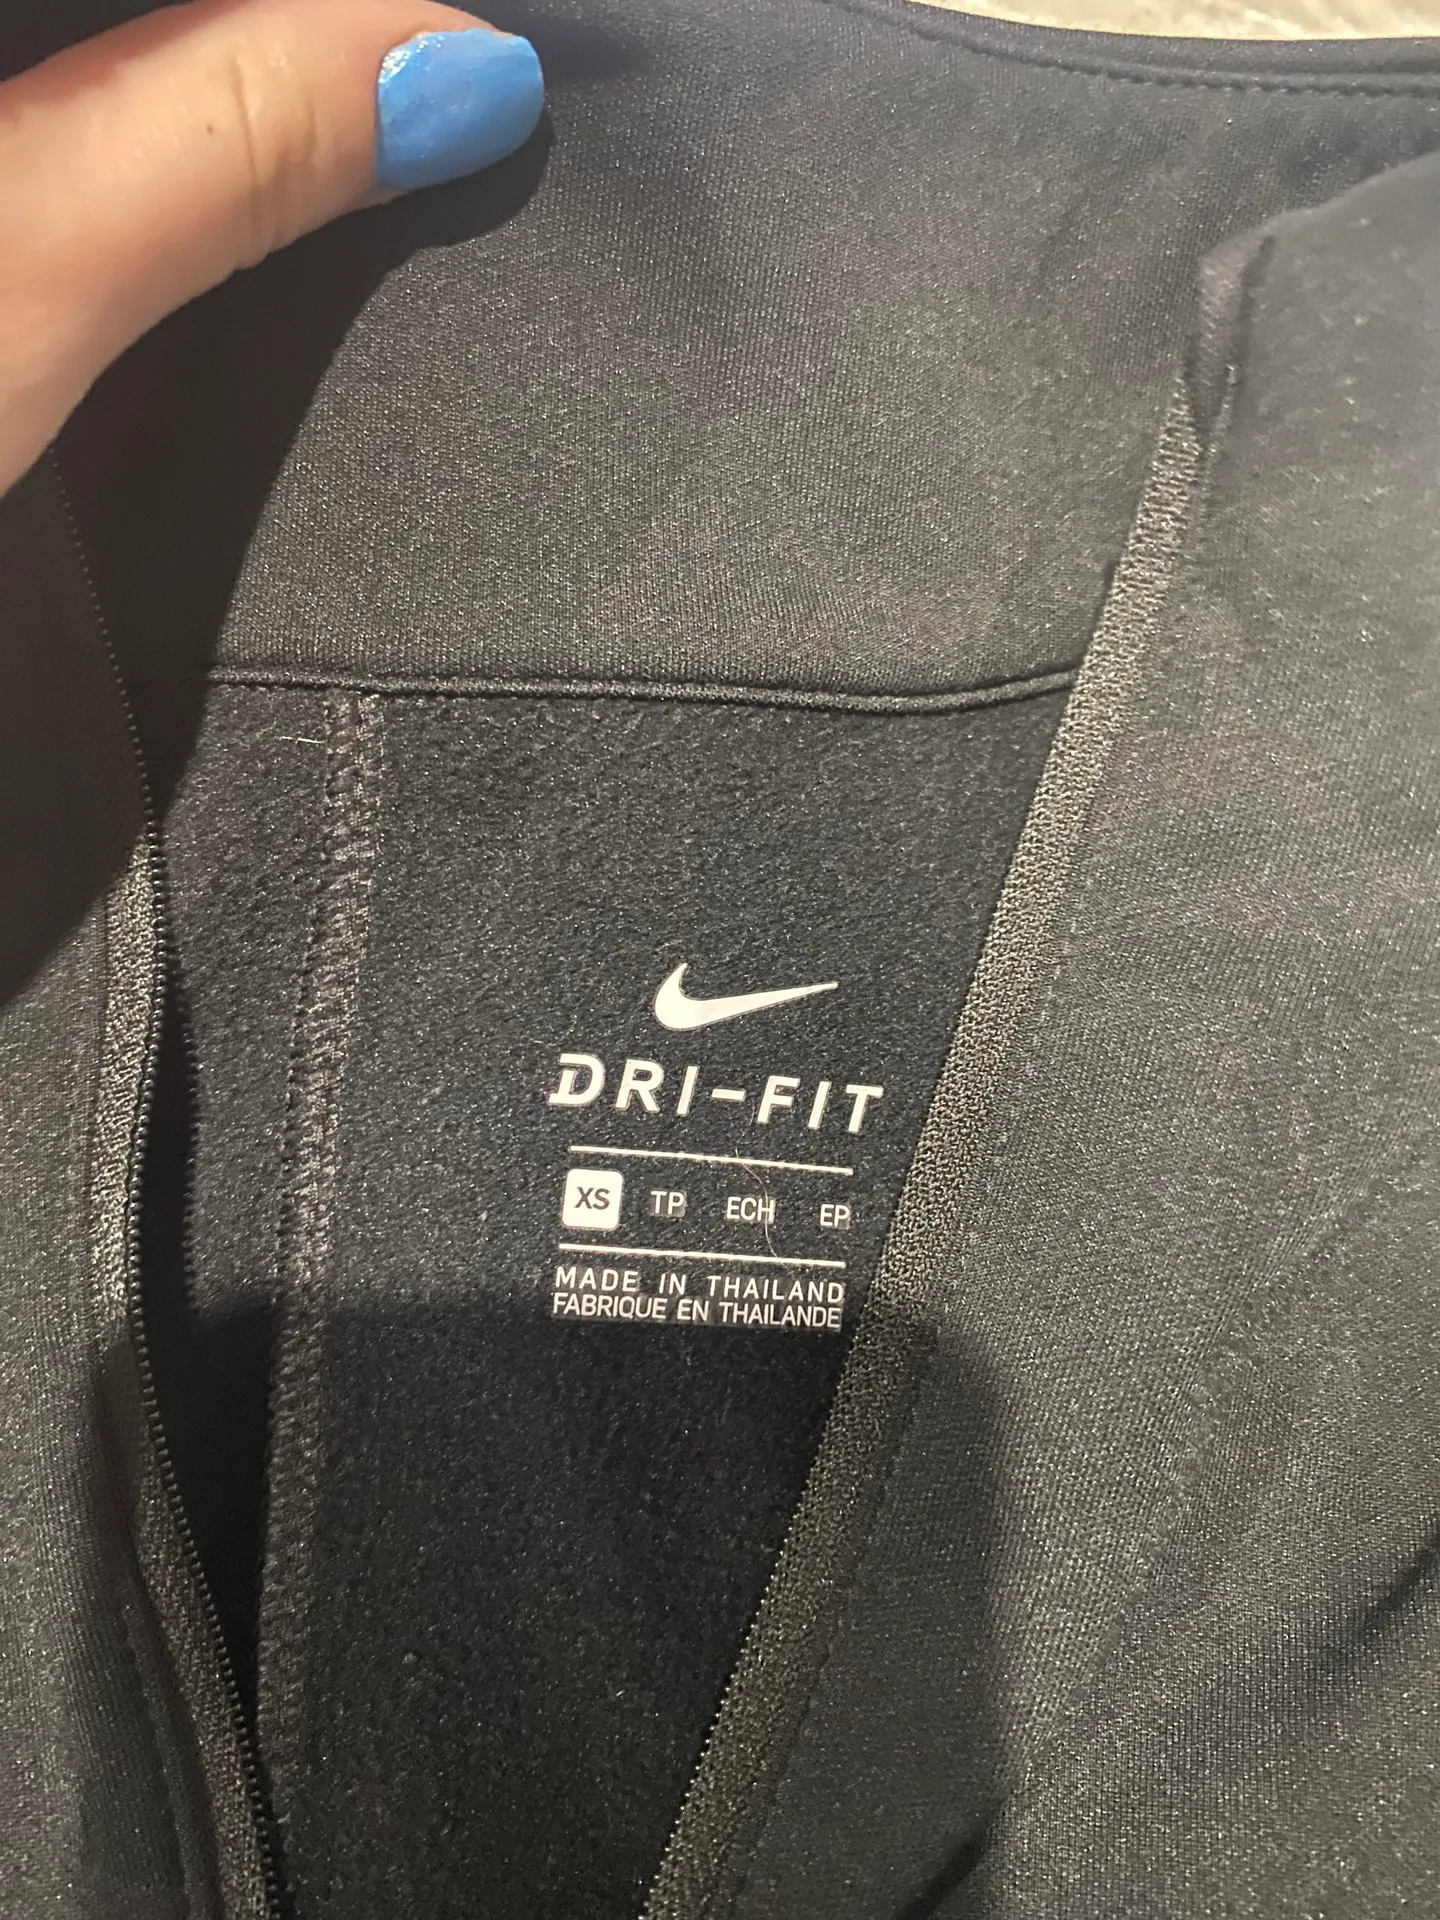 DRI-FIT
XS TP ECH EP
MADE IN THAILAND
FABRIQUE EN THAILANDE